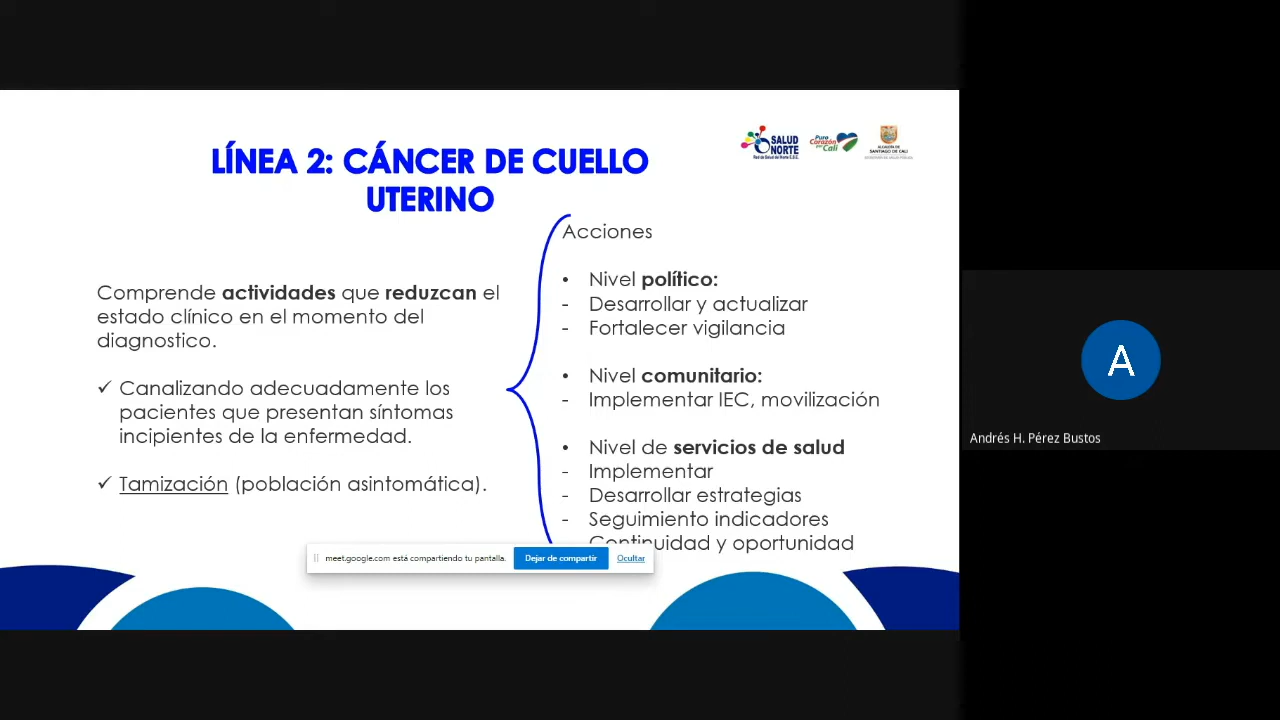 LÍNEA 2: CÁNCER DE CUELLO
UTERINO
SALUD
NORTE
Red de Salud del Norte E.S.E.
Puro
Corazón
por Cali
ALCALDÍA DE
SANTIAGO DE CALI
Comprende actividades que reduzcan el
estado clínico en el momento del
diagnostico.
✓ Canalizando adecuadamente los
pacientes que presentan síntomas
incipientes de la enfermedad.
✓ Tamización (población asintomática).
Acciones
• Nivel político:
- Desarrollar y actualizar
- Fortalecer vigilancia
• Nivel comunitario:
- Implementar IEC, movilización
• Nivel de servicios de salud
- Implementar
- Desarrollar estrategias
- Seguimiento indicadores
Continuidad y oportunidad
meet.google.com está compartiendo tu pantalla.
Dejar de compartir
Ocultar
A
Andrés H. Pérez Bustos